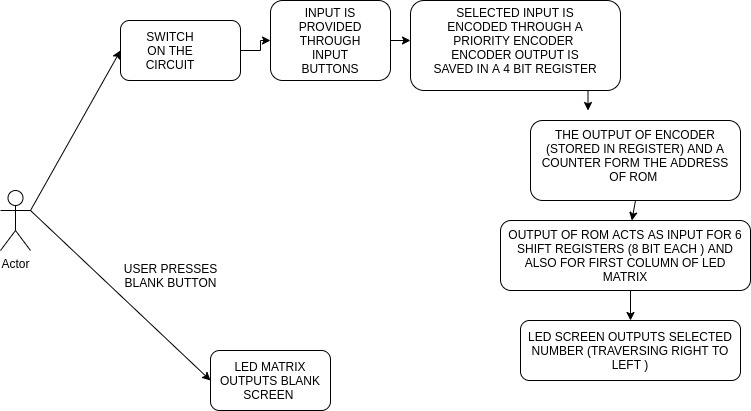 SWITCH
ON THE
CIRCUIT
INPUT IS
PROVIDED
THROUGH
INPUT
BUTTONS
SELECTED INPUT IS
ENCODED THROUGH A
PRIORITY ENCODER
ENCODER OUTPUT IS
SAVED IN A 4 BIT REGISTER
THE OUTPUT OF ENCODER
(STORED IN REGISTER) AND A
COUNTER FORM THE ADDRESS
OF ROM
OUTPUT OF ROM ACTS AS INPUT FOR 6
SHIFT REGISTERS (8 BIT EACH ) AND
ALSO FOR FIRST COLUMN OF LED
MATRIX
LED SCREEN OUTPUTS SELECTED
NUMBER (TRAVERSING RIGHT TO
LEFT )
Actor
USER PRESSES
BLANK BUTTON
LED MATRIX
OUTPUTS BLANK
SCREEN